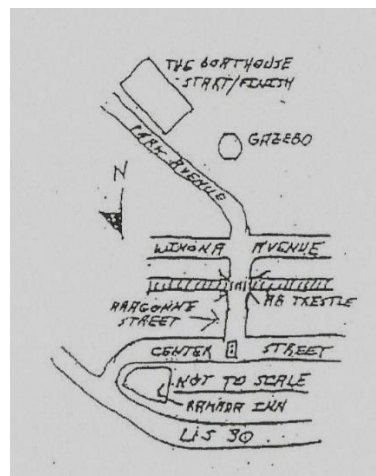 THE BOATHOUSE
START/FINISH
GAZEBO
PARK AVENUE
N
WINONA AVENUE
ARGONNE
STREET
RR TRESTLE
CENTER STREET
NOT TO SCALE
RAMADA INN
US 30